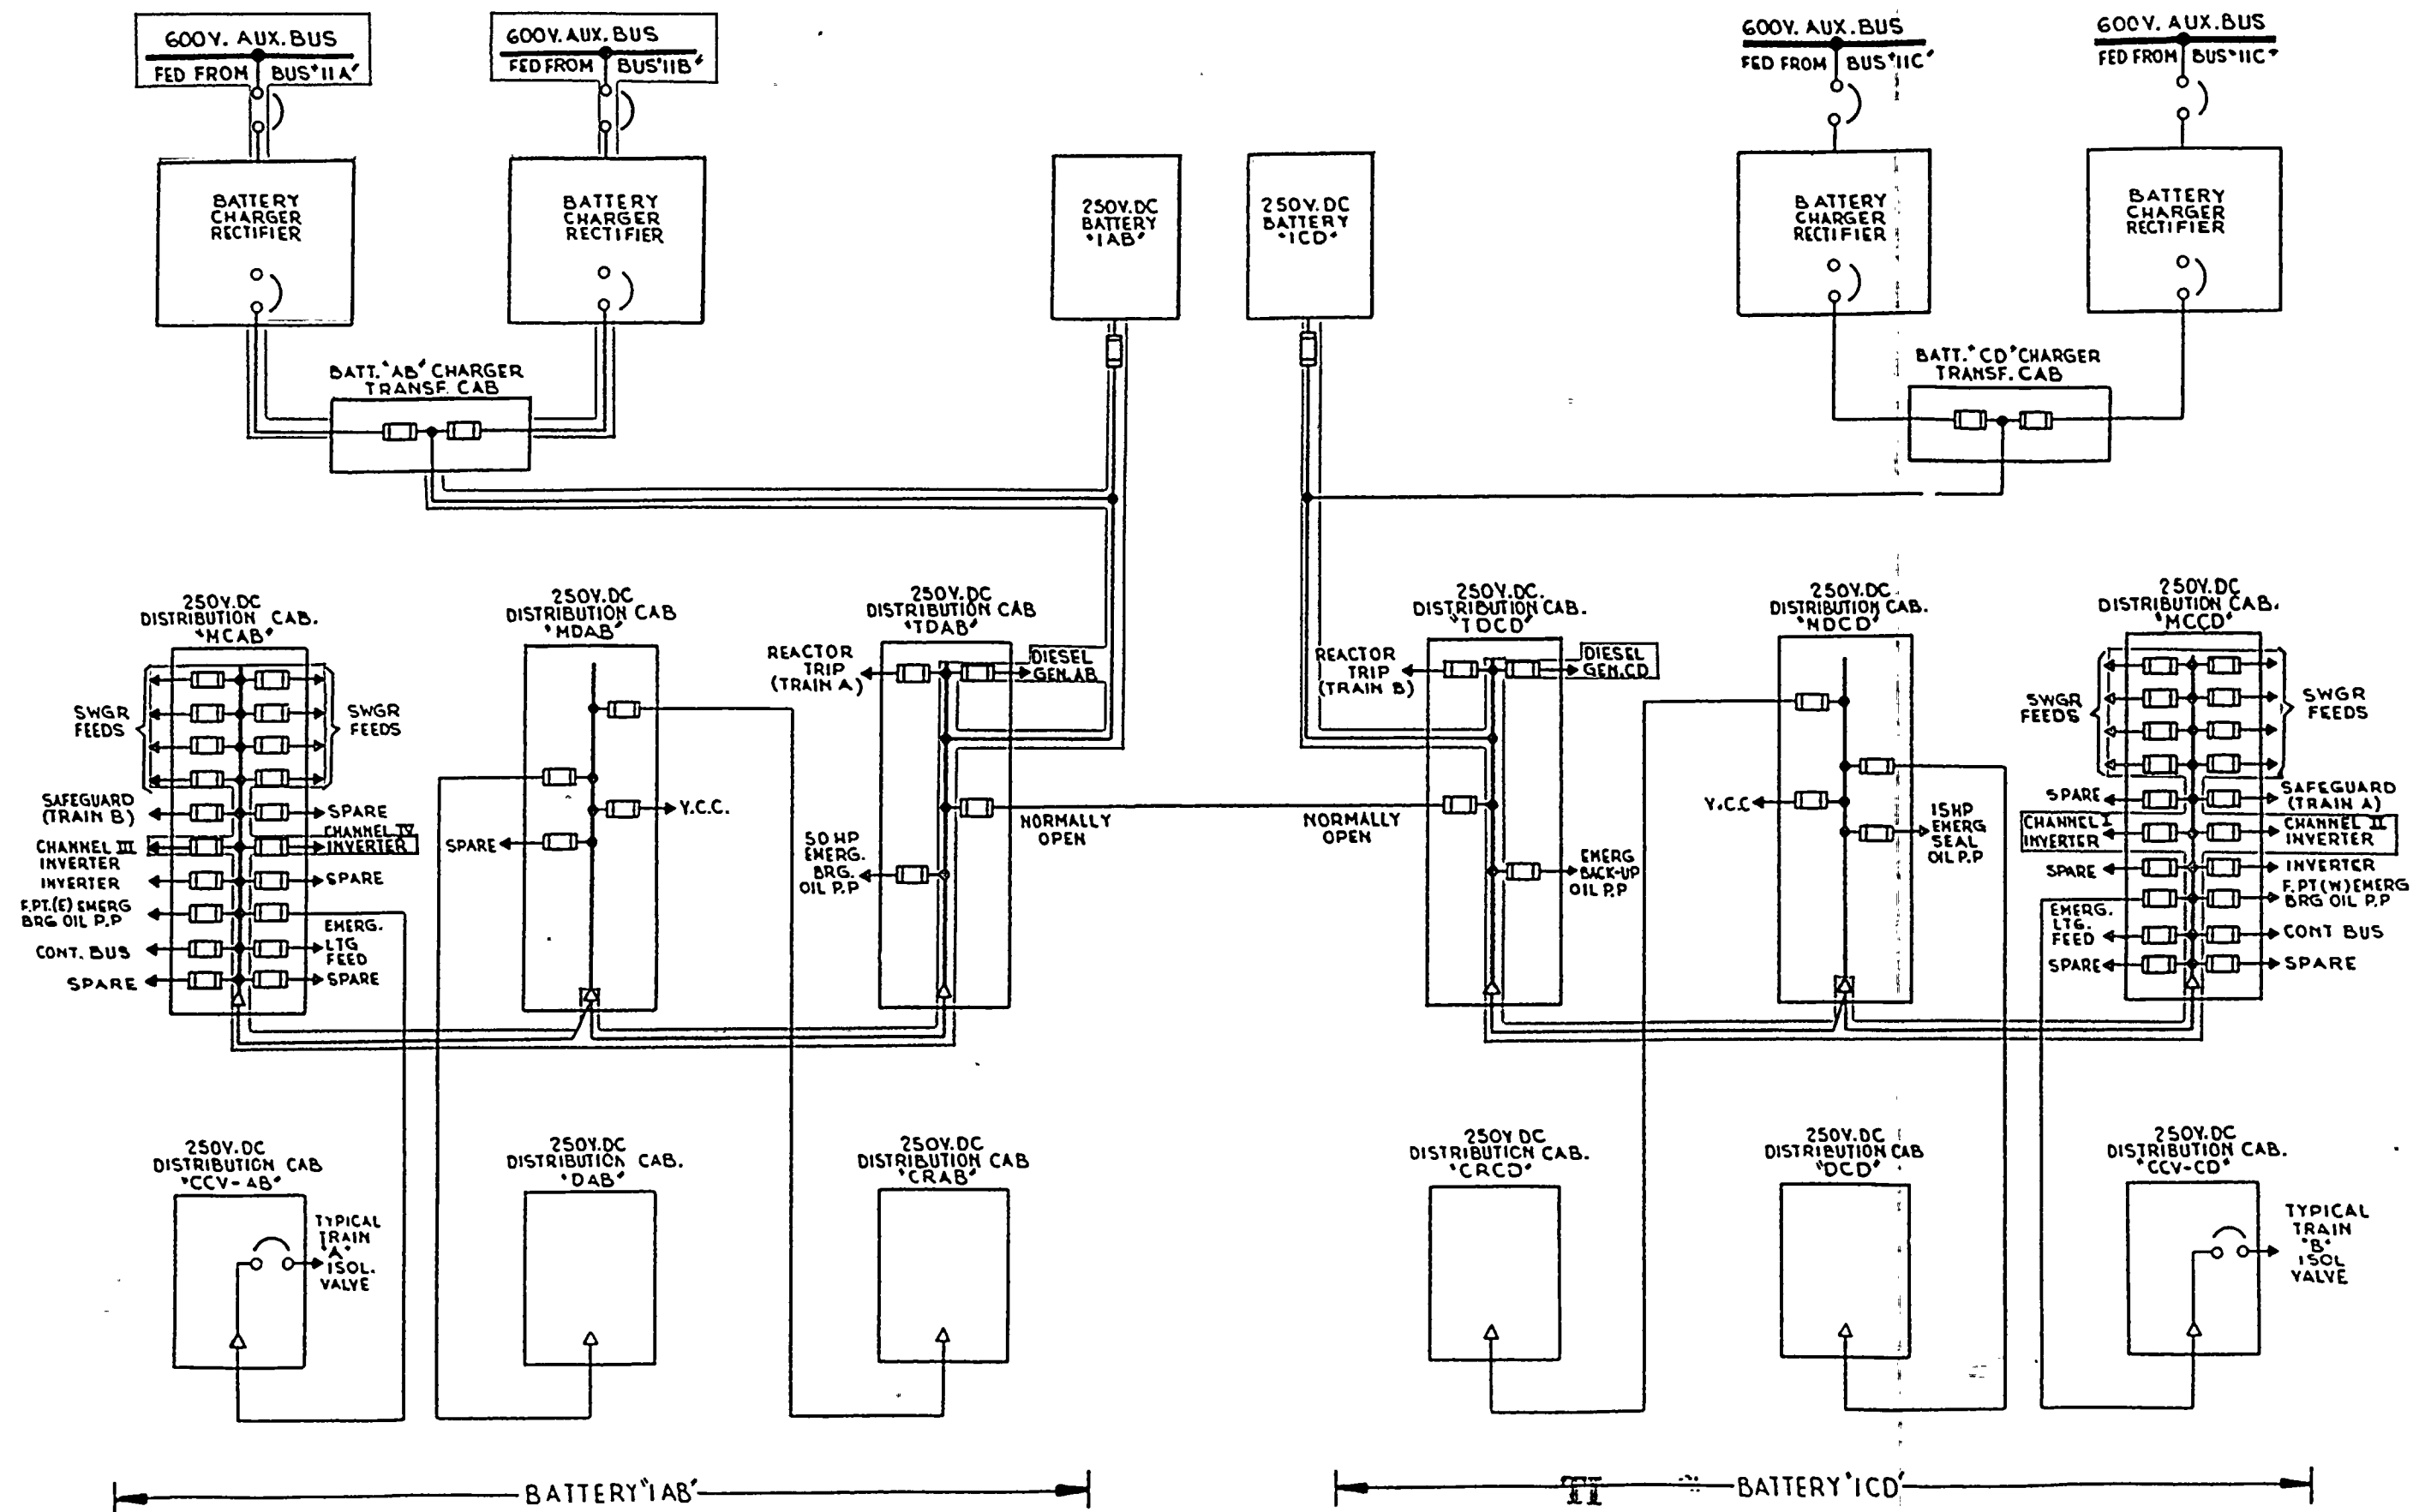 600V. AUX. BUS
FED FROM BUS "11A"
600V. AUX. BUS
FED FROM BUS "11B"
600V. AUX. BUS
FED FROM BUS "11C"
600V. AUX. BUS
FED FROM BUS "11C"
BATTERY
CHARGER
RECTIFIER
BATTERY
CHARGER
RECTIFIER
250V. DC
BATTERY
"1AB"
250V. DC
BATTERY
"1CD"
BATTERY
CHARGER
RECTIFIER
BATTERY
CHARGER
RECTIFIER
BATT. "AB" CHARGER
TRANSF. CAB
BATT. "CD" CHARGER
TRANSF. CAB
250V. DC
DISTRIBUTION CAB.
"MCAB"
SWGR
FEEDS
SWGR
FEEDS
SAFEGUARD
(TRAIN B)
SPARE
CHANNEL III
INVERTER
CHANNEL IV
INVERTER
INVERTER
SPARE
F.PT.(E) EMERG
BRG OIL P.P
EMERG.
LTG
FEED
CONT. BUS
SPARE
SPARE
250V. DC
DISTRIBUTION CAB
"MDAB"
SPARE
V.C.C.
250V. DC
DISTRIBUTION CAB
"TDAB"
REACTOR
TRIP
(TRAIN A)
DIESEL
GEN. AB
50 HP
EMERG.
BRG.
OIL P.P
NORMALLY
OPEN
250V. DC.
DISTRIBUTION CAB.
"TDCD"
REACTOR
TRIP
(TRAIN B)
DIESEL
GEN. CD
NORMALLY
OPEN
EMERG
BACK-UP
OIL P.P
250V. DC
DISTRIBUTION CAB.
"MDCD"
V.C.C
15HP
EMERG
SEAL
OIL P.P
250V. DC
DISTRIBUTION CAB.
"MCCD"
SWGR
FEEDS
SWGR
FEEDS
SPARE
SAFEGUARD
(TRAIN A)
CHANNEL I
INVERTER
CHANNEL II
INVERTER
SPARE
INVERTER
F.PT(W) EMERG
BRG OIL P.P
EMERG.
LTG.
FEED
CONT BUS
SPARE
SPARE
250V. DC
DISTRIBUTION CAB
"CCV-AB"
TYPICAL
TRAIN
"A"
ISOL.
VALVE
250V. DC
DISTRIBUTION CAB.
"DAB"
250V. DC
DISTRIBUTION CAB
"CRAB"
250V DC
DISTRIBUTION CAB.
"CRCD"
250V. DC
DISTRIBUTION CAB
"DCD"
250V. DC
DISTRIBUTION CAB.
"CCV-CD"
TYPICAL
TRAIN
"B"
ISOL
VALVE
BATTERY "1AB"
BATTERY "1CD"